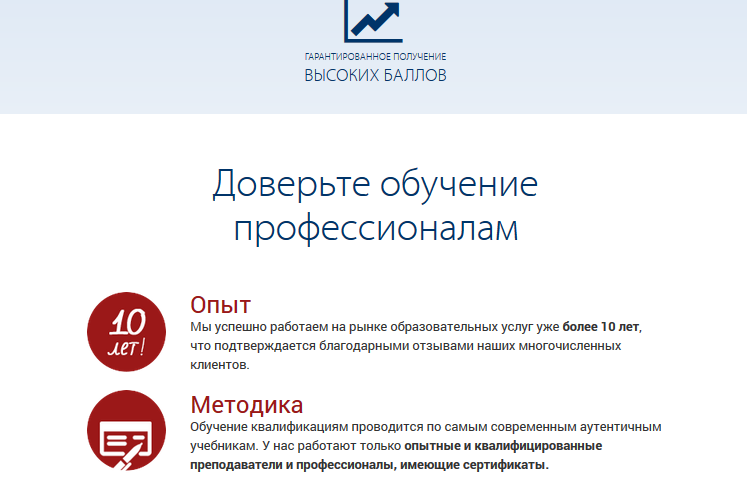 ГАРАНТИРОВАННОЕ ПОЛУЧЕНИЕ
ВЫСОКИХ БАЛЛОВ
Доверьте обучение
профессионалам
10
лет!
Опыт
Мы успешно работаем на рынке образовательных услуг уже более 10 лет,
что подтверждается благодарными отзывами наших многочисленных
клиентов.
Методика
Обучение квалификациям проводится по самым современным аутентичным
учебникам. У нас работают только опытные и квалифицированные
преподаватели и профессионалы, имеющие сертификаты.